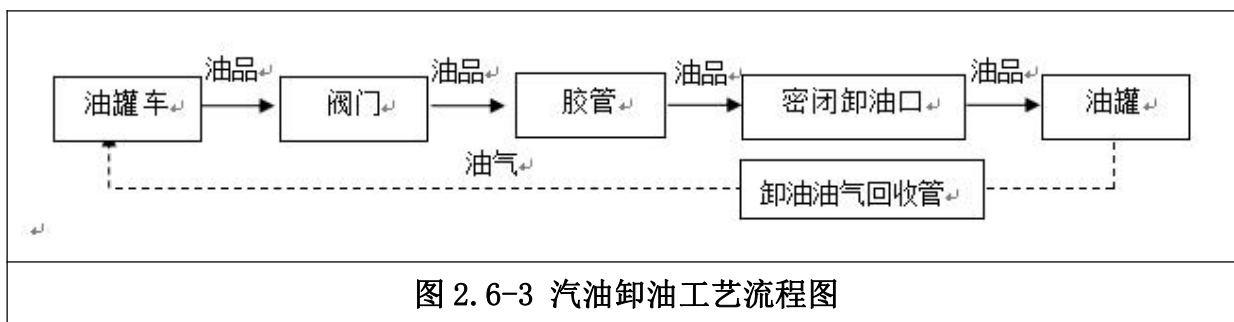 油品 油品 油品 油品
油罐车 阀门 胶管 密闭卸油口 油罐
油气
卸油油气回收管
图 2.6-3 汽油卸油工艺流程图